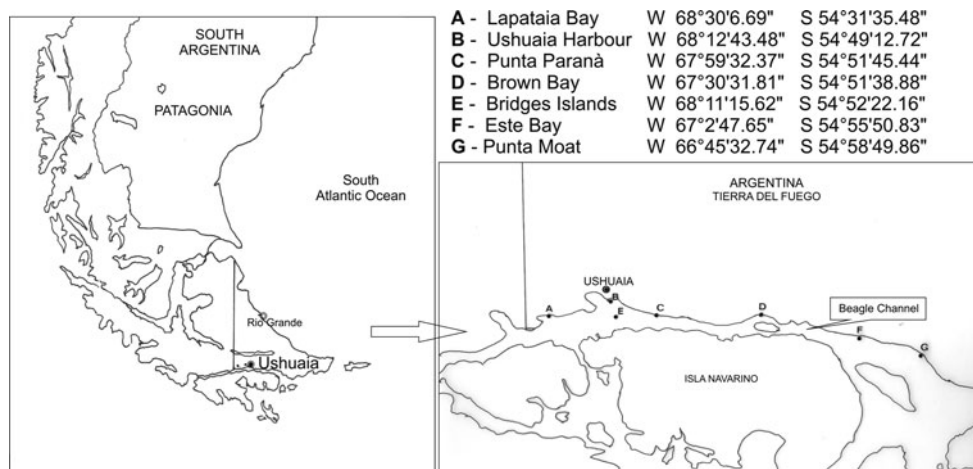 SOUTH
ARGENTINA
PATAGONIA
South
Atlantic Ocean
Rio Grande
Ushuaia
A - Lapataia Bay W 68°30'6.69" S 54°31'35.48"
B - Ushuaia Harbour W 68°12'43.48" S 54°49'12.72"
C - Punta Paranà W 67°59'32.37" S 54°51'45.44"
D - Brown Bay W 67°30'31.81" S 54°51'38.88"
E - Bridges Islands W 68°11'15.62" S 54°52'22.16"
F - Este Bay W 67°2'47.65" S 54°55'50.83"
G - Punta Moat W 66°45'32.74" S 54°58'49.86"
ARGENTINA
TIERRA DEL FUEGO
USHUAIA
A
B
E
C
D
Beagle Channel
F
G
ISLA NAVARINO